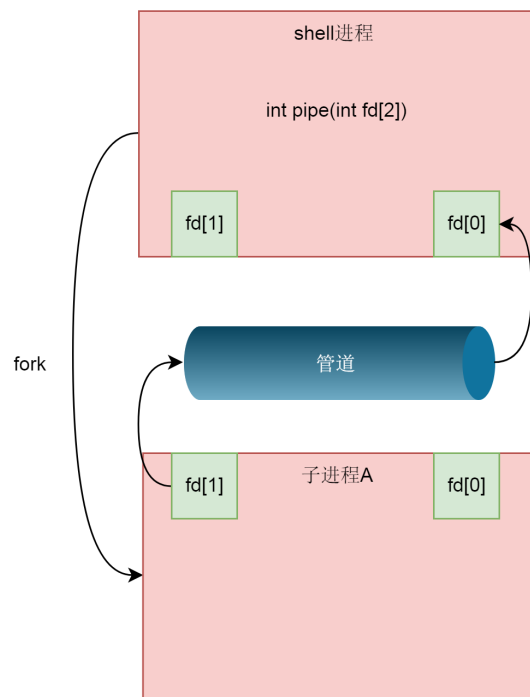 shell进程
int pipe(int fd[2])
fd[1]
fd[0]
fork
管道
子进程A
fd[1]
fd[0]